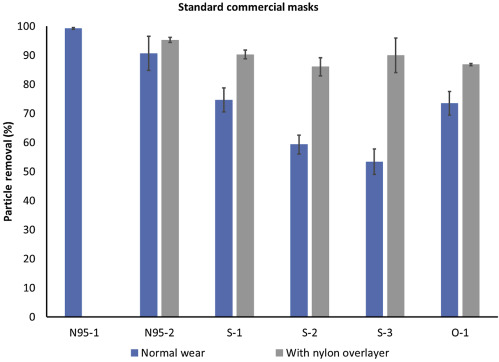 Standard commercial masks
Particle removal (%)
100
90
80
70
60
50
40
30
20
10
0
N95-1 N95-2 S-1 S-2 S-3 O-1
Normal wear With nylon overlayer